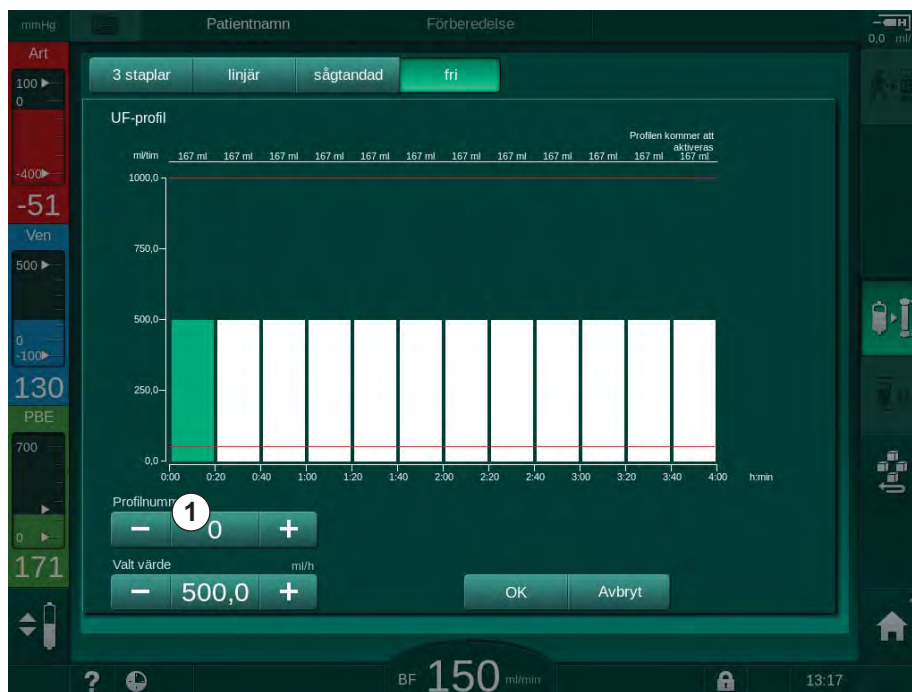 mmHg Patientnamn Förberedelse
0,0 ml/
Art
100
0
-400
-51
Ven
500
0
-100
130
PBE
700
0
171
3 staplar linjär sågtandad fri
UF-profil
Profilen kommer att
aktiveras
ml/tim 167 ml 167 ml 167 ml 167 ml 167 ml 167 ml 167 ml 167 ml 167 ml 167 ml 167 ml 167 ml
1000,0
750,0
500,0
250,0
0,0
0:00 0:20 0:40 1:00 1:20 1:40 2:00 2:20 2:40 3:00 3:20 3:40 4:00 h:min
Profilnumm
1
− 0 +
Valt värde ml/h
− 500,0 +
OK Avbryt
? BF 150 ml/min 13:17